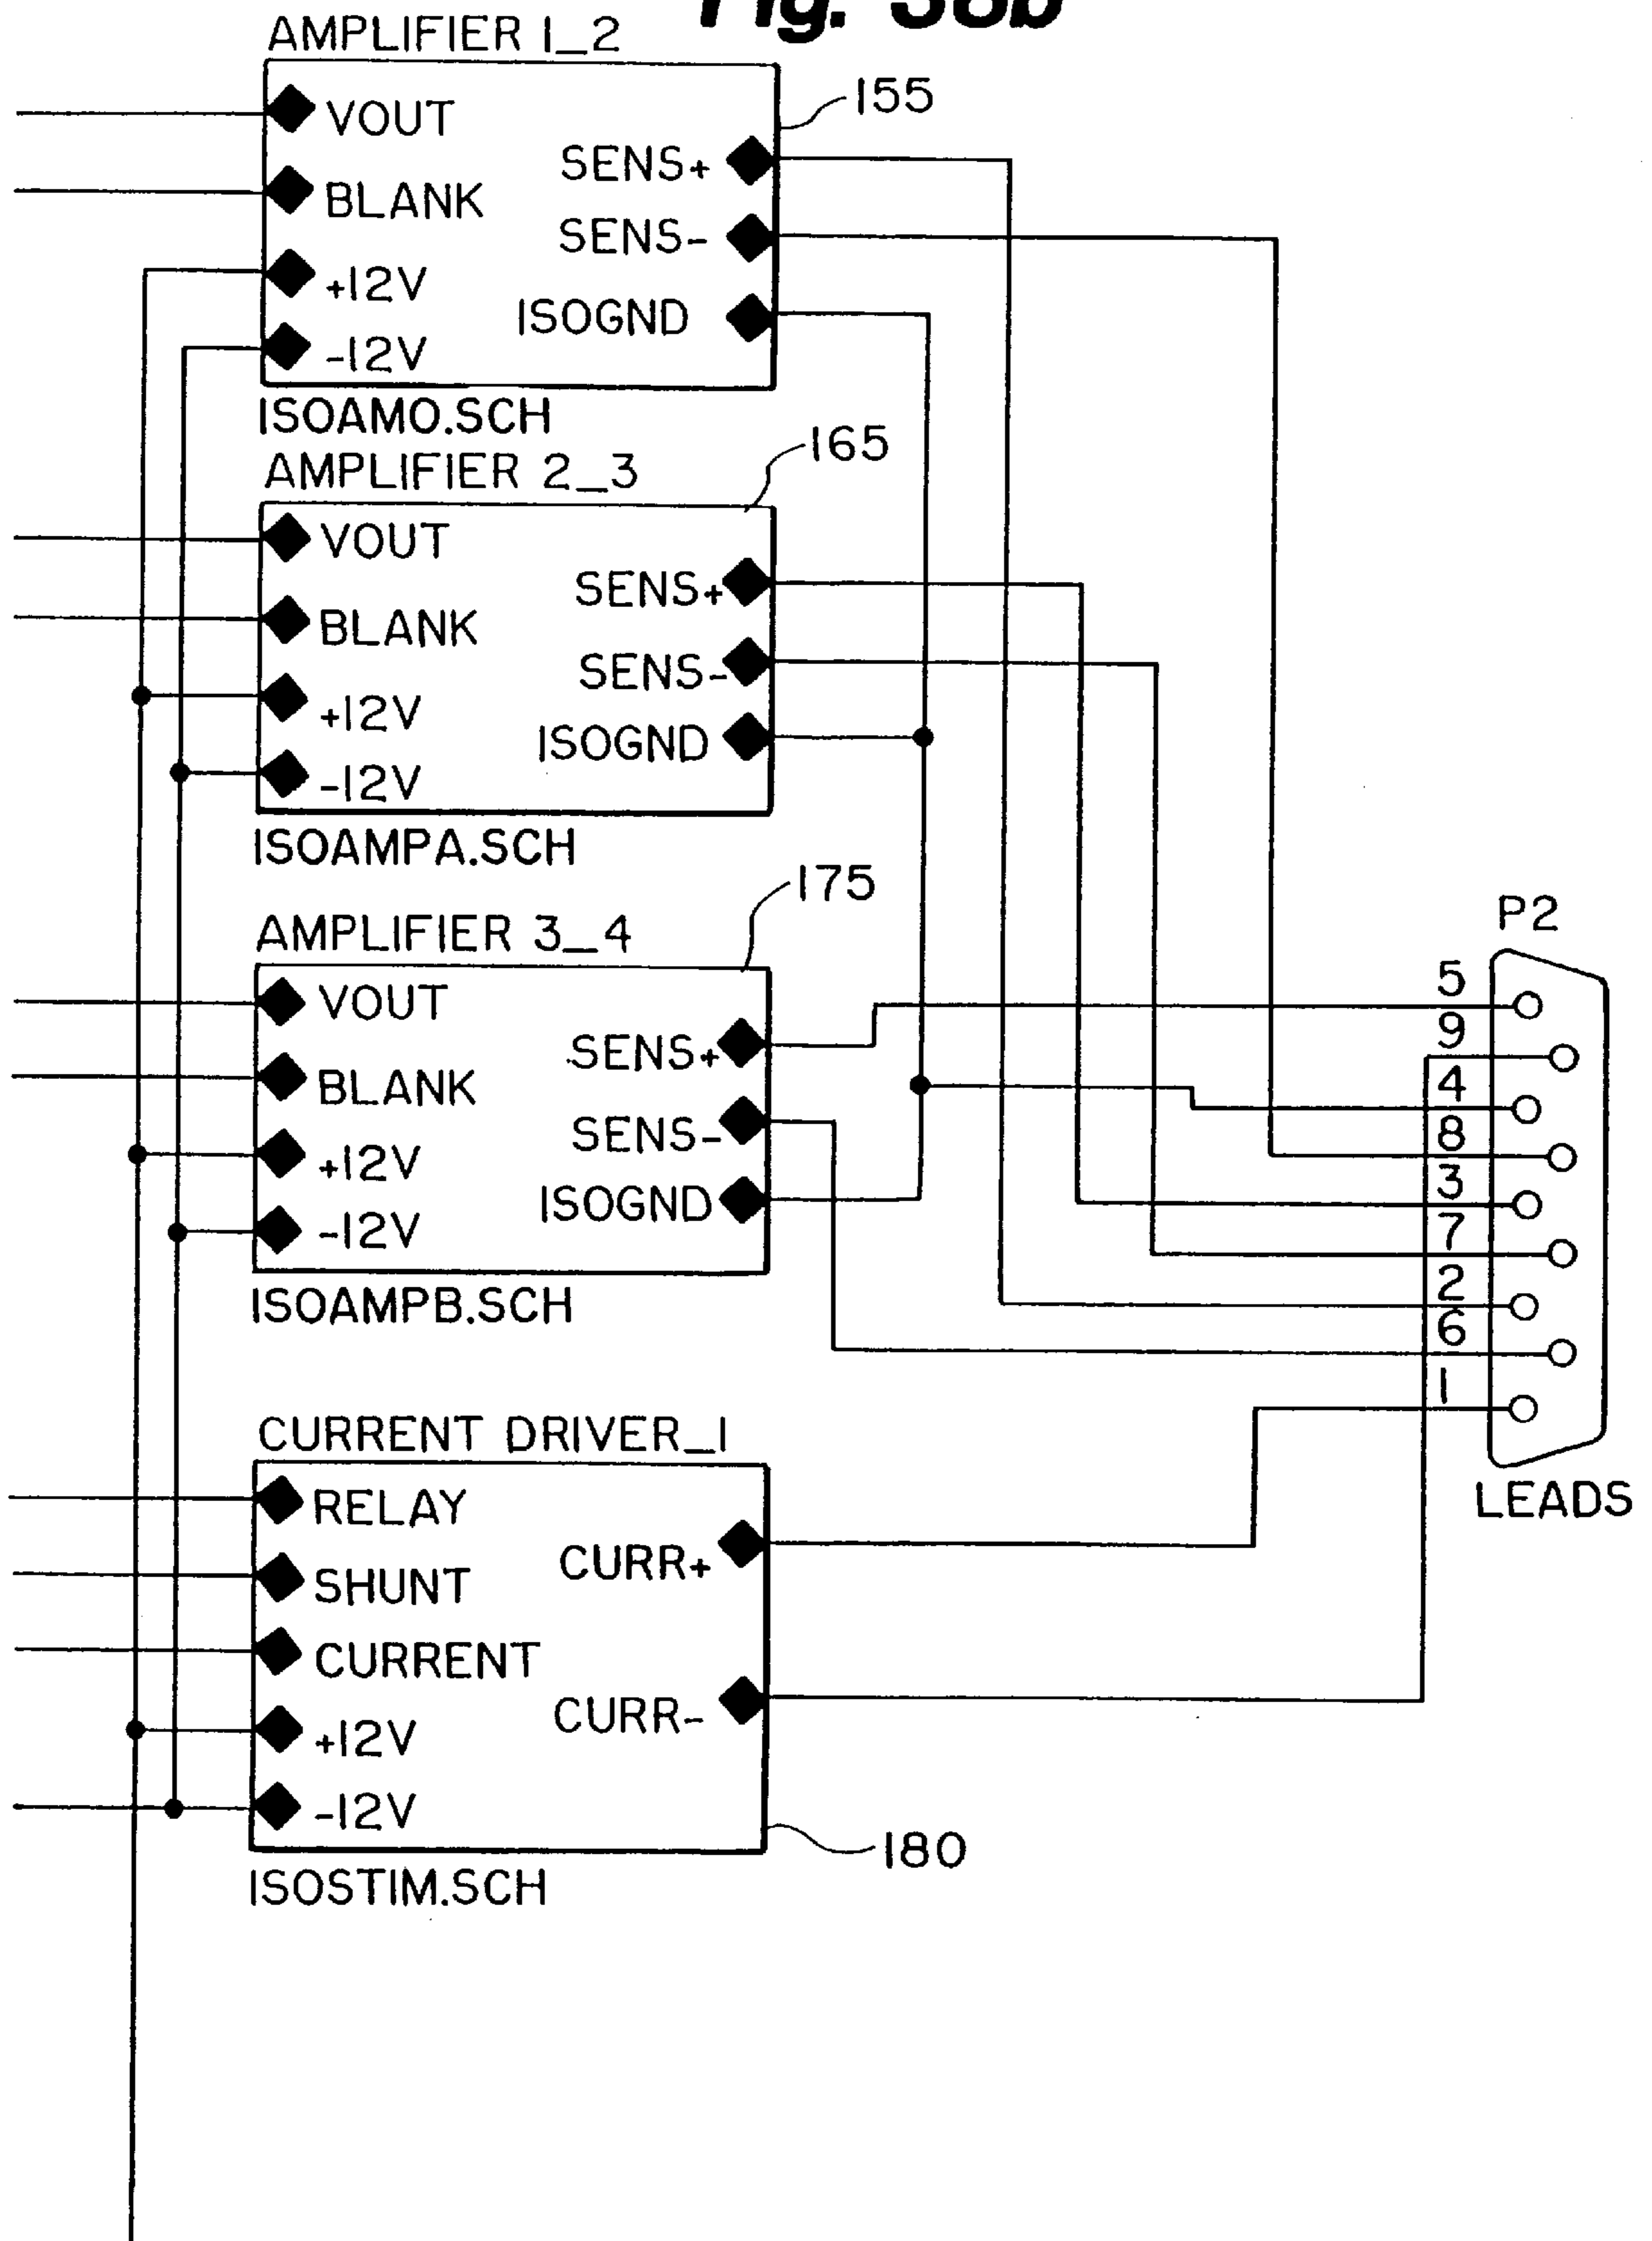 Fig. 38b
AMPLIFIER 1_2
155
VOUT
BLANK
+12V
-12V
SENS+
SENS-
ISOGND
ISOAMO.SCH
AMPLIFIER 2_3
165
VOUT
BLANK
+12V
-12V
SENS+
SENS-
ISOGND
ISOAMPA.SCH
AMPLIFIER 3_4
175
VOUT
BLANK
+12V
-12V
SENS+
SENS-
ISOGND
ISOAMPB.SCH
P2
5
9
4
8
3
7
2
6
1
LEADS
CURRENT DRIVER_1
RELAY
SHUNT
CURRENT
+12V
-12V
CURR+
CURR-
180
ISOSTIM.SCH